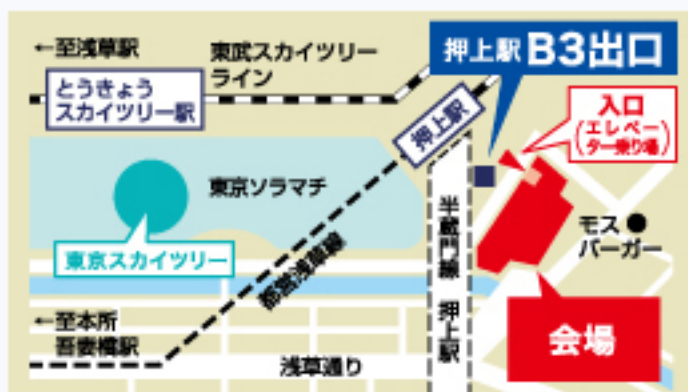 ←至浅草駅
東武スカイツリー
ライン
押上駅B3出口
とうきょう
スカイツリー駅
押上駅
入口
(エレベー
ター乗り場)
東京ソラマチ
半蔵門線 押上駅
モス
バーガー
東京スカイツリー
都営浅草線
←至本所
吾妻橋駅
浅草通り
会場